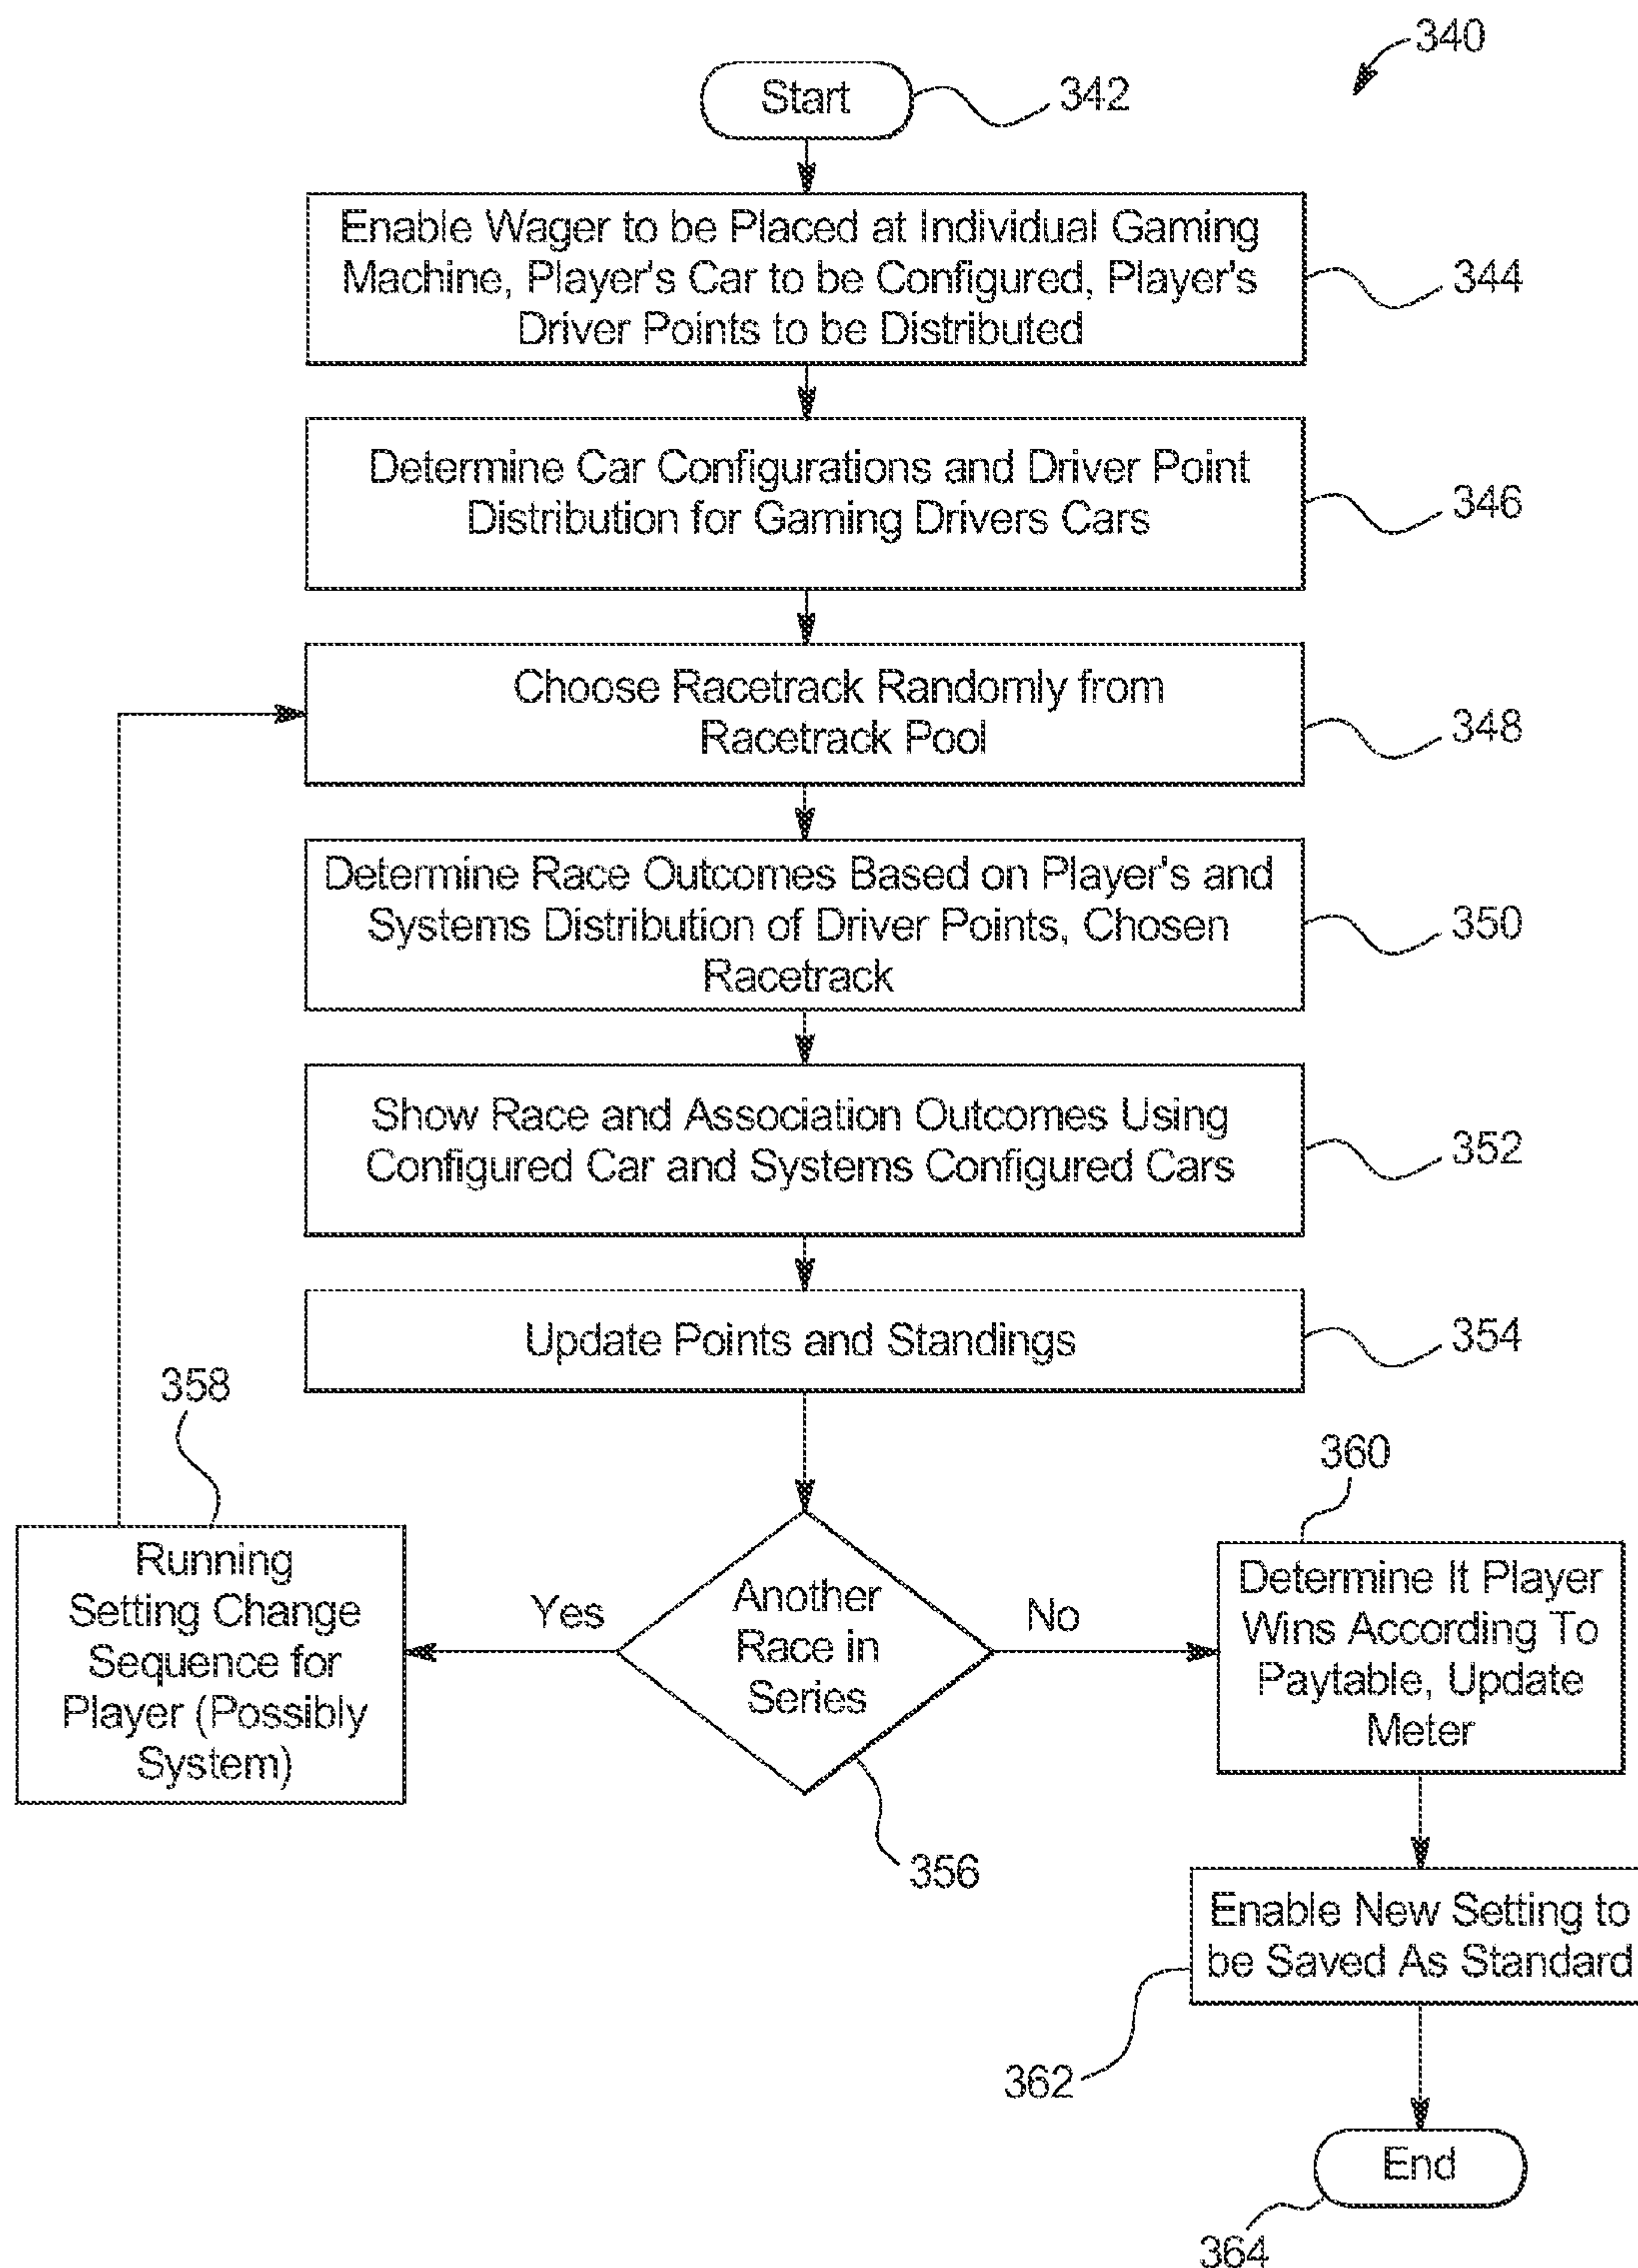 340
Start
342
Enable Wager to be Placed at Individual Gaming
Machine, Player's Car to be Configured, Player's
Driver Points to be Distributed
344
Determine Car Configurations and Driver Point
Distribution for Gaming Drivers Cars
346
Choose Racetrack Randomly from
Racetrack Pool
348
Determine Race Outcomes Based on Player's and
Systems Distribution of Driver Points, Chosen
Racetrack
350
Show Race and Association Outcomes Using
Configured Car and Systems Configured Cars
352
Update Points and Standings
354
358
Running
Setting Change
Sequence for
Player (Possibly
System)
Yes
Another
Race in
Series
No
356
360
Determine It Player
Wins According To
Paytable, Update
Meter
Enable New Setting to
be Saved As Standard
362
End
364